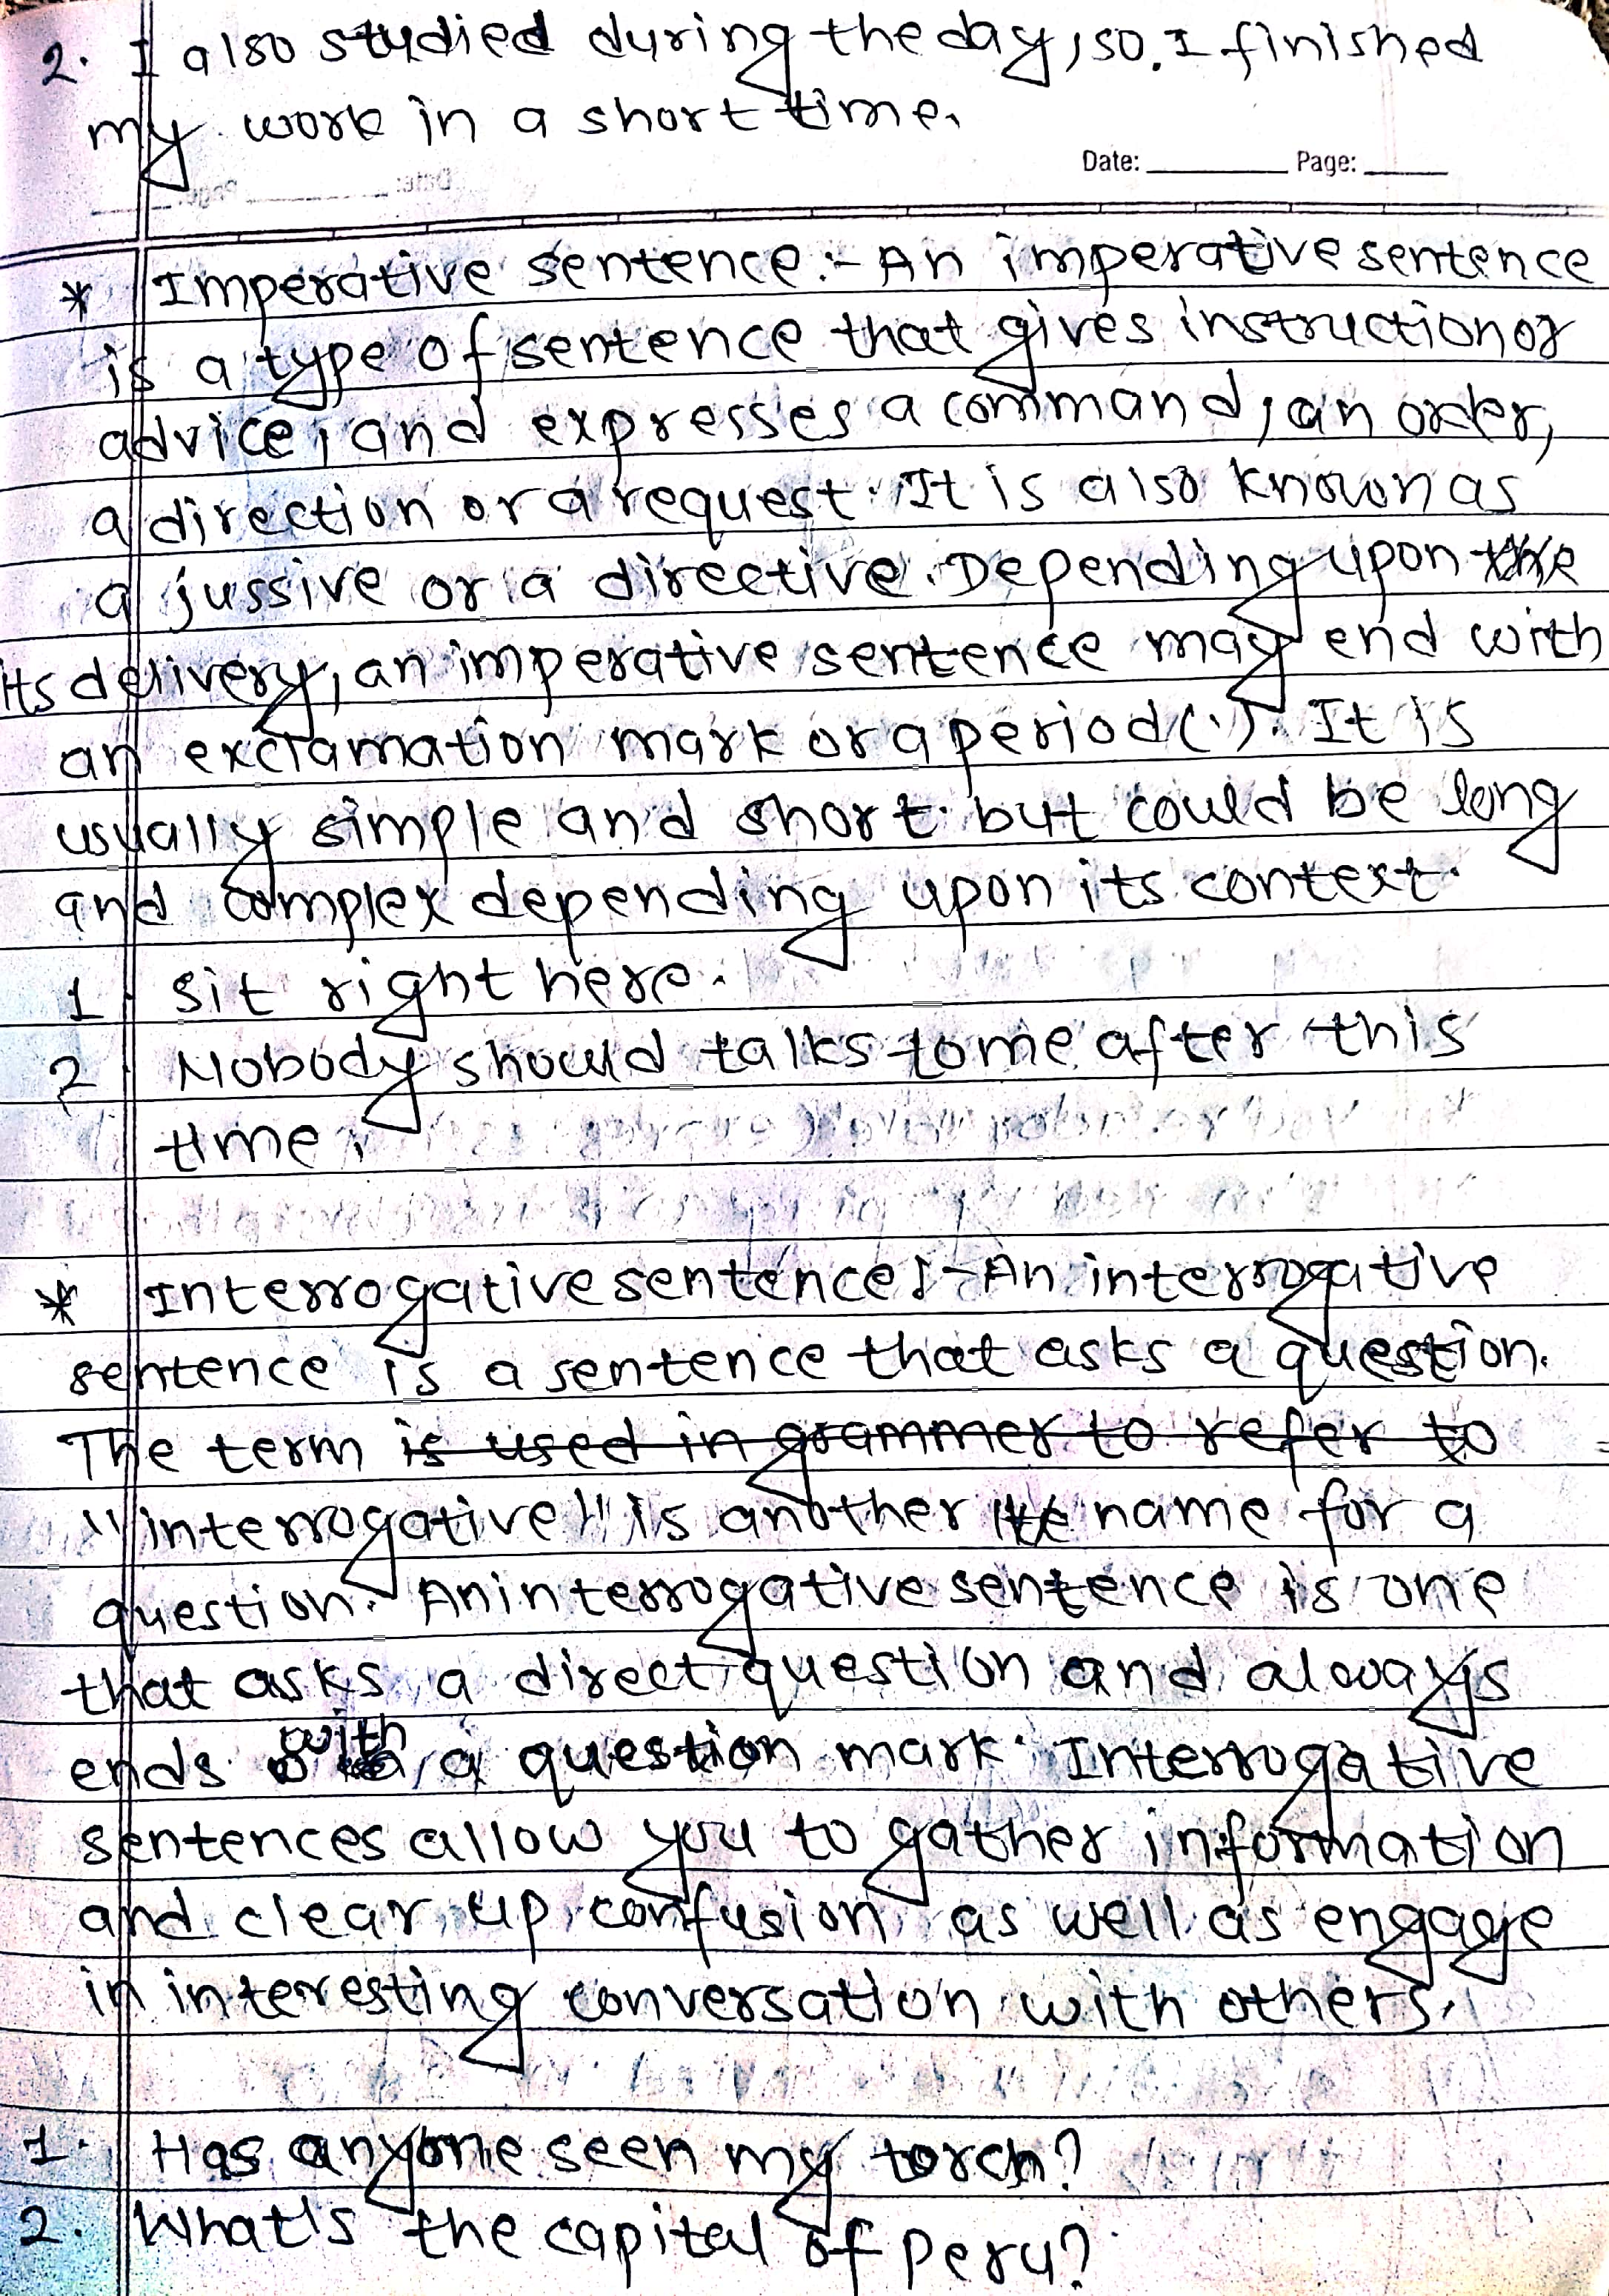 2. I also studied during the day, so. I finished
my work in a short time.
Date: Page:
* Imperative sentence :- An imperative sentence
is a type of sentence that gives instruction or
advice, and expresses a command, an order,
a direction or a request. It is also known as
a jussive or a directive. Depending upon the
its delivery, an imperative sentence may end with
an exclamation mark or a period (.). It is
usually simple and short but could be long
and complex depending upon its context.
1 sit right here.
2 Nobody should talks to me after this
time.
* Interrogative sentence :- An interrogative
sentence is a sentence that asks a question.
The term is used in grammer to refer to
"interrogative" is another name for a
question. An interrogative sentence is one
that asks a direct question and always
ends with a question mark. Interrogative
sentences allow you to gather information
and clear up confusion as well as engage
in interesting conversation with others.
1. Has anyone seen my torch?
2. What's the capital of Peru?